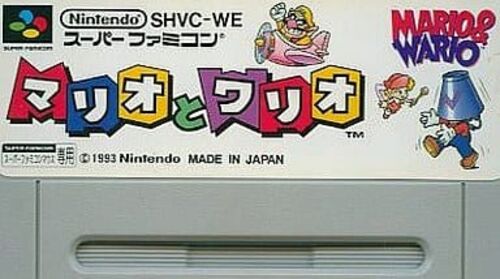 Nintendo SHVC-WE
スーパーファミコン
SUPER FAMICOM
MARIO &
WARIO
マリオとワリオ
TM
W
SUPER FAMICOM
スーパーファミコンマウス 専用
©1993 Nintendo MADE IN JAPAN